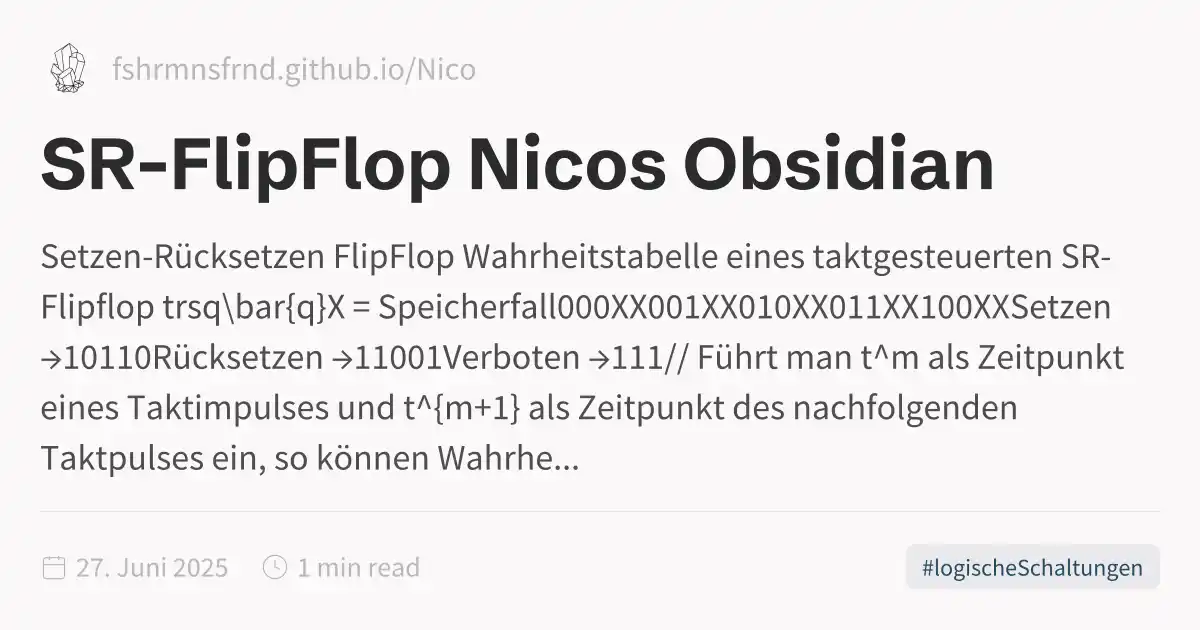 fshrmnsfrnd.github.io/Nico
SR-FlipFlop Nicos Obsidian
Setzen-Rücksetzen FlipFlop Wahrheitstabelle eines taktgesteuerten SR-
Flipflop trsq\bar{q}X = Speicherfall000XX001XX010XX011XX100XXSetzen
→10110Rücksetzen →11001Verboten →111// Führt man t^m als Zeitpunkt
eines Taktimpulses und t^{m+1} als Zeitpunkt des nachfolgenden
Taktpulses ein, so können Wahrhe...
27. Juni 2025 1 min read
#logischeSchaltungen